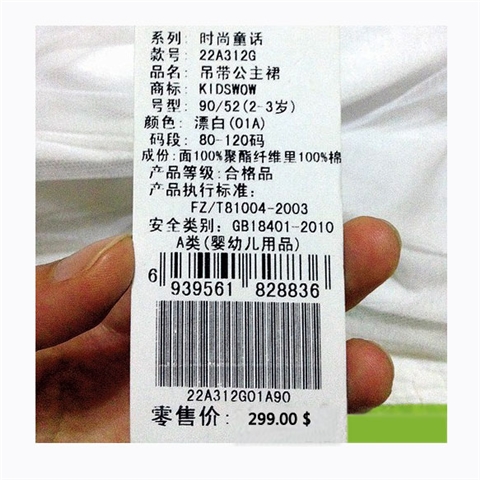 系列: 时尚童话
款号: 22A312G
品名: 吊带公主裙
商标: KIDSWOW
号型: 90/52(2-3岁)
颜色: 漂白(01A)
码段: 80-120码
成份:面100%聚酯纤维里100%棉
产品等级:合格品
产品执行标准:
FZ/T81004-2003
安全类别: GB18401-2010
A类(婴幼儿用品)
6 939561 828836
22A312G01A90
零售价: 299.00 $